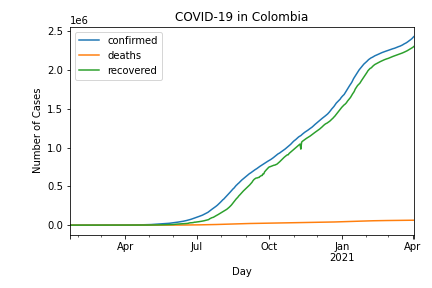 COVID-19 in Colombia
1e6
confirmed
deaths
recovered
2.5
2.0
1.5
1.0
0.5
0.0
Number of Cases
Apr
Jul
Oct
Jan
2021
Apr
Day